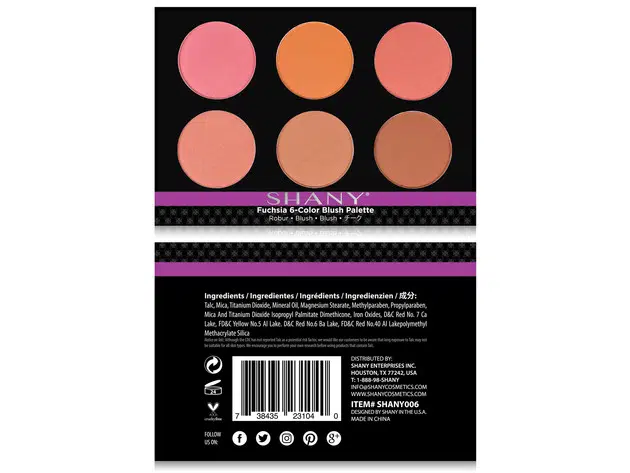 SHANY®
Fuchsia 6-Color Blush Palette
Robur • Blush • Blush • チーク
Ingredients / Ingredientes / Ingrédients / Ingredienzien / 成分:
Talc, Mica, Titanium Dioxide, Mineral Oil, Magnesium Stearate, Methylparaben, Propylparaben,
Mica And Titanium Dioxide Isopropyl Palmitate Dimethicone, Iron Oxides, D&C Red No. 7 Ca
Lake, FD&C Yellow No.5 Al Lake, D&C Red No.6 Ba Lake, FD&C Red No.40 Al Lakepolymethyl
Methacrylate Silica
24
7 38435 23104 0
DISTRIBUTED BY:
SHANY ENTERPRISES INC.
HOUSTON, TX 77242, USA
T: 1-888-98-SHANY
INFO@SHANYCOSMETICS.COM
WWW.SHANYCOSMETICS.COM
ITEM# SHANY006
DESIGNED BY SHANY IN THE U.S.A.
MADE IN CHINA
FOLLOW
US ON: